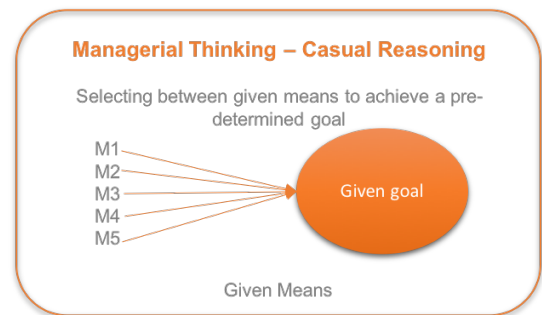 Managerial Thinking – Casual Reasoning
Selecting between given means to achieve a pre-
determined goal
M1
M2
M3
M4
M5
Given goal
Given Means